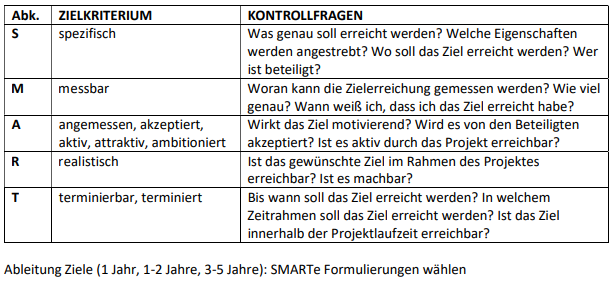 Abk. ZIELKRITERIUM KONTROLLFRAGEN
S spezifisch Was genau soll erreicht werden? Welche Eigenschaften
werden angestrebt? Wo soll das Ziel erreicht werden? Wer
ist beteiligt?
M messbar Woran kann die Zielerreichung gemessen werden? Wie viel
genau? Wann weiß ich, dass ich das Ziel erreicht habe?
A angemessen, akzeptiert, Wirkt das Ziel motivierend? Wird es von den Beteiligten
aktiv, attraktiv, ambitioniert akzeptiert? Ist es aktiv durch das Projekt erreichbar?
R realistisch Ist das gewünschte Ziel im Rahmen des Projektes
erreichbar? Ist es machbar?
T terminierbar, terminiert Bis wann soll das Ziel erreicht werden? In welchem
Zeitrahmen soll das Ziel erreicht werden? Ist das Ziel
innerhalb der Projektlaufzeit erreichbar?
Ableitung Ziele (1 Jahr, 1-2 Jahre, 3-5 Jahre): SMARTe Formulierungen wählen